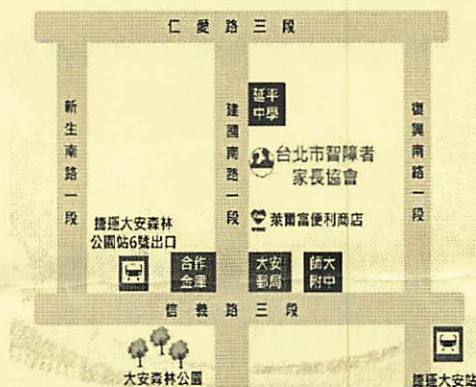 仁愛路三段
新生南路一段
建國南路一段
復興南路一段
延平
中學
台北市智障者
家長協會
萊爾富便利商店
捷運大安森林
公園站6號出口
合作
金庫
大安
郵局
師大
附中
信義路三段
大安森林公園
捷運大安站